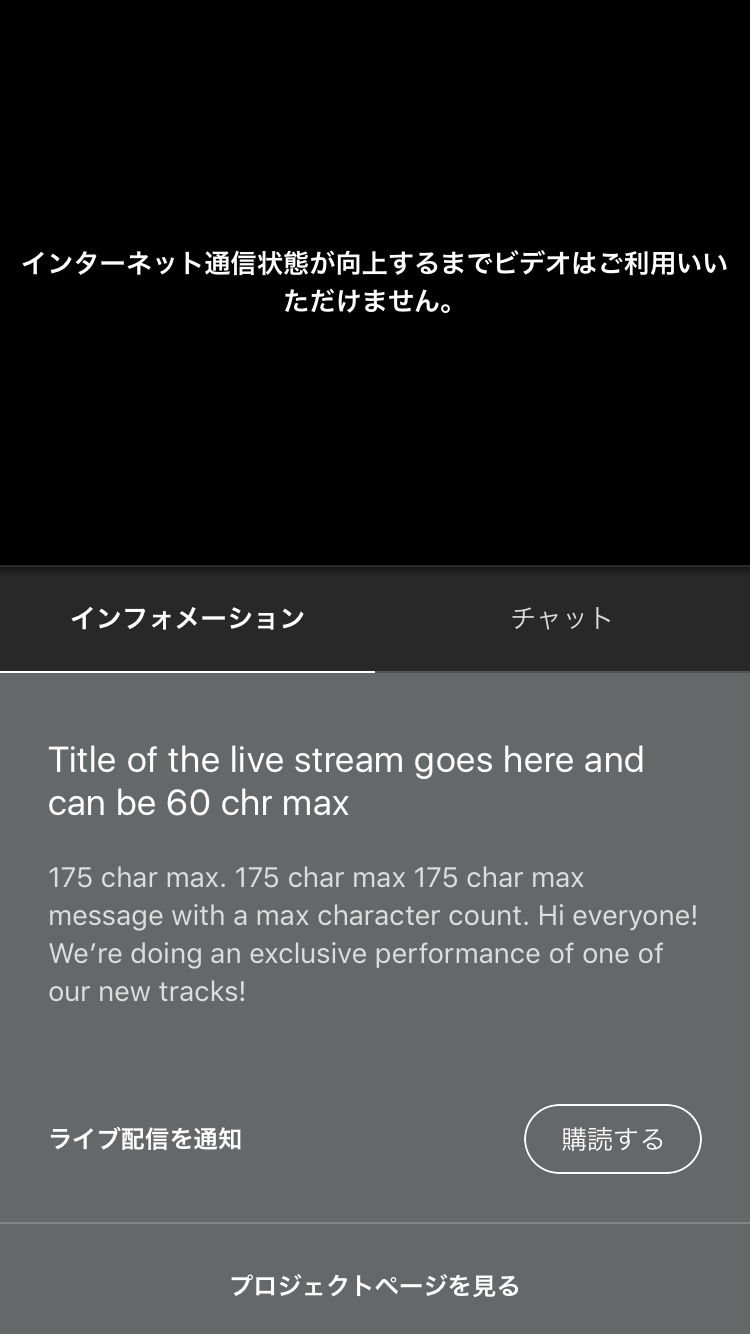 インターネット通信状態が向上するまでビデオはご利用いい
ただけません。
インフォメーション
チャット
Title of the live stream goes here and
can be 60 chr max
175 char max. 175 char max 175 char max
message with a max character count. Hi everyone!
We’re doing an exclusive performance of one of
our new tracks!
ライブ配信を通知
購読する
プロジェクトページを見る